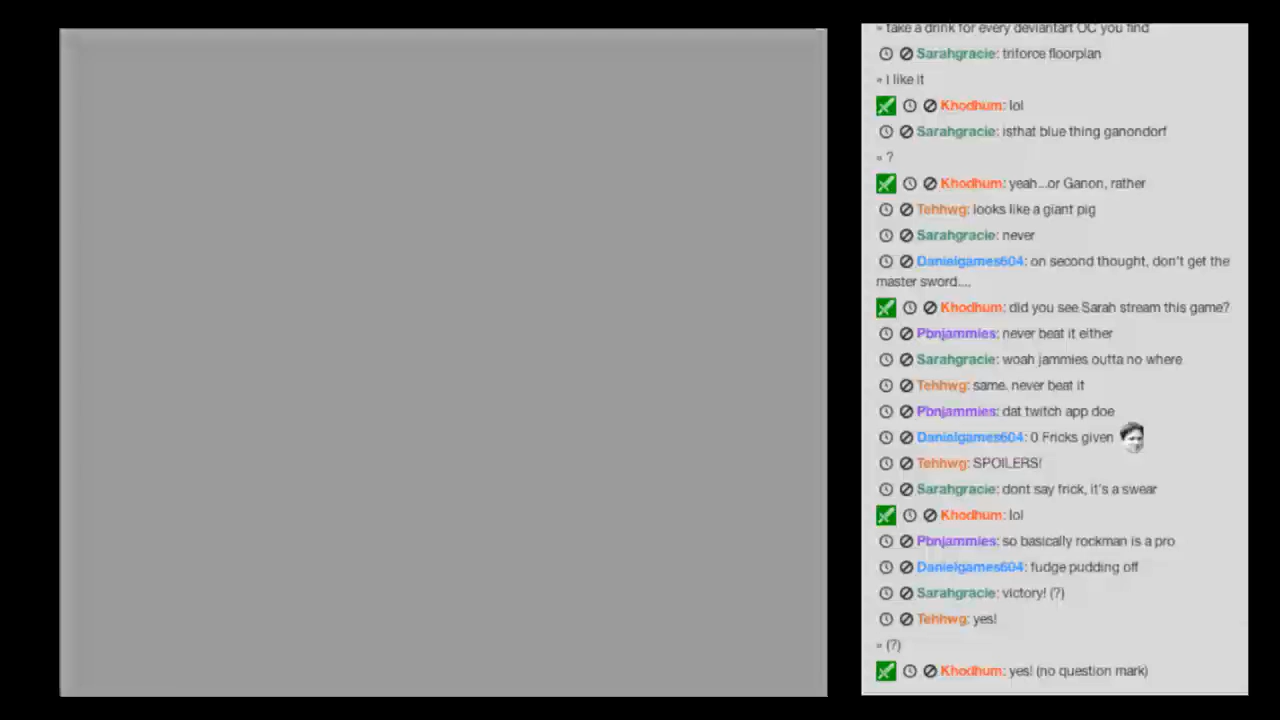 » take a drink for every deviantart OC you find
Sarahgracie: triforce floorplan
» I like it
Khodhum: lol
Sarahgracie: isthat blue thing ganondorf
» ?
Khodhum: yeah...or Ganon, rather
Tehhwg: looks like a giant pig
Sarahgracie: never
Danielgames604: on second thought, don't get the
master sword....
Khodhum: did you see Sarah stream this game?
Pbnjammies: never beat it either
Sarahgracie: woah jammies outta no where
Tehhwg: same. never beat it
Pbnjammies: dat twitch app doe
Danielgames604: 0 Fricks given
Tehhwg: SPOILERS!
Sarahgracie: dont say frick, it's a swear
Khodhum: lol
Pbnjammies: so basically rockman is a pro
Danielgames604: fudge pudding off
Sarahgracie: victory! (?)
Tehhwg: yes!
» (?)
Khodhum: yes! (no question mark)